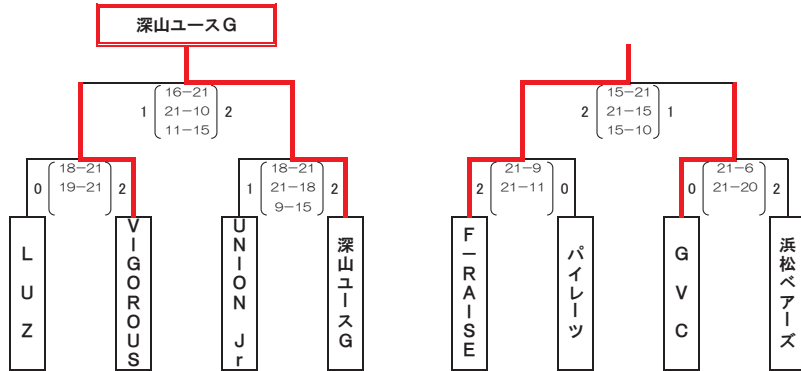 深山ユースG
16-21
1 21-10 2
11-15
15-21
2 21-15 1
15-10
18-21
0 19-21 2
18-21
1 21-18 2
9-15
21-9
2 21-11 0
21-6
0 21-20 2
LUZ
VIGOROUS
UNION Jr
深山ユースG
F-RAISE
パイレーツ
GVC
浜松ベアーズ